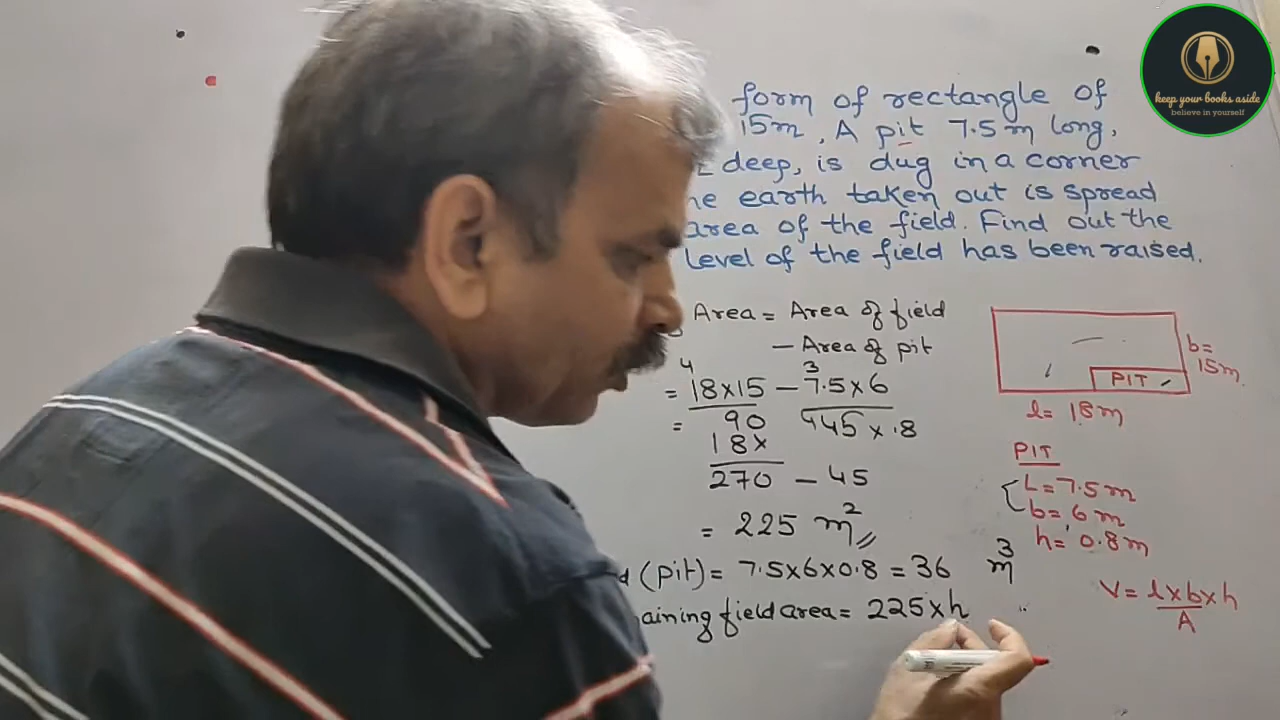 form of rectangle of
15m, A pit 7.5m long,
deep, is dug in a corner
earth taken out is spread
area of the field. Find out the
level of the field has been raised.
Area = Area of field
- Area of pit
4 3
= 18x15 - 7.5x6
= 90 445 x .8
18x
270 - 45
= 225 m²
(pit) = 7.5x6x0.8 = 36 m³
field area = 225xh
b=
15m
PIT
l= 18m
PIT
L=7.5m
b=6m
h= 0.8m
V= lxbxh
A
keep your books aside
believe in yourself